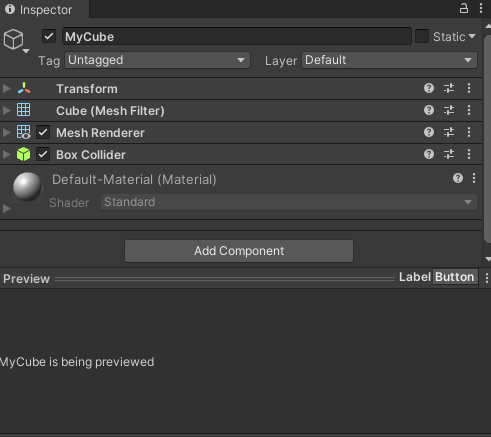 Inspector
MyCube Static
Tag Untagged Layer Default
Transform
Cube (Mesh Filter)
Mesh Renderer
Box Collider
Default-Material (Material)
Shader Standard
Add Component
Preview Label Button
MyCube is being previewed